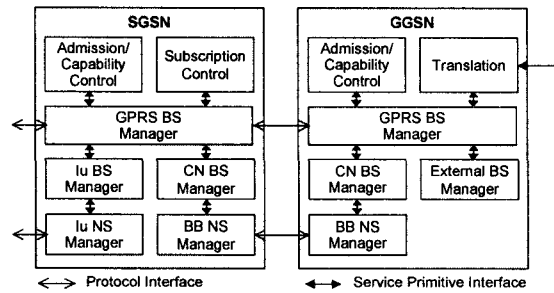 SGSN
Admission/
Capability
Control
Subscription
Control
GPRS BS
Manager
Iu BS
Manager
CN BS
Manager
Iu NS
Manager
BB NS
Manager
GGSN
Admission/
Capability
Control
Translation
GPRS BS
Manager
CN BS
Manager
External BS
Manager
BB NS
Manager
Protocol Interface
Service Primitive Interface